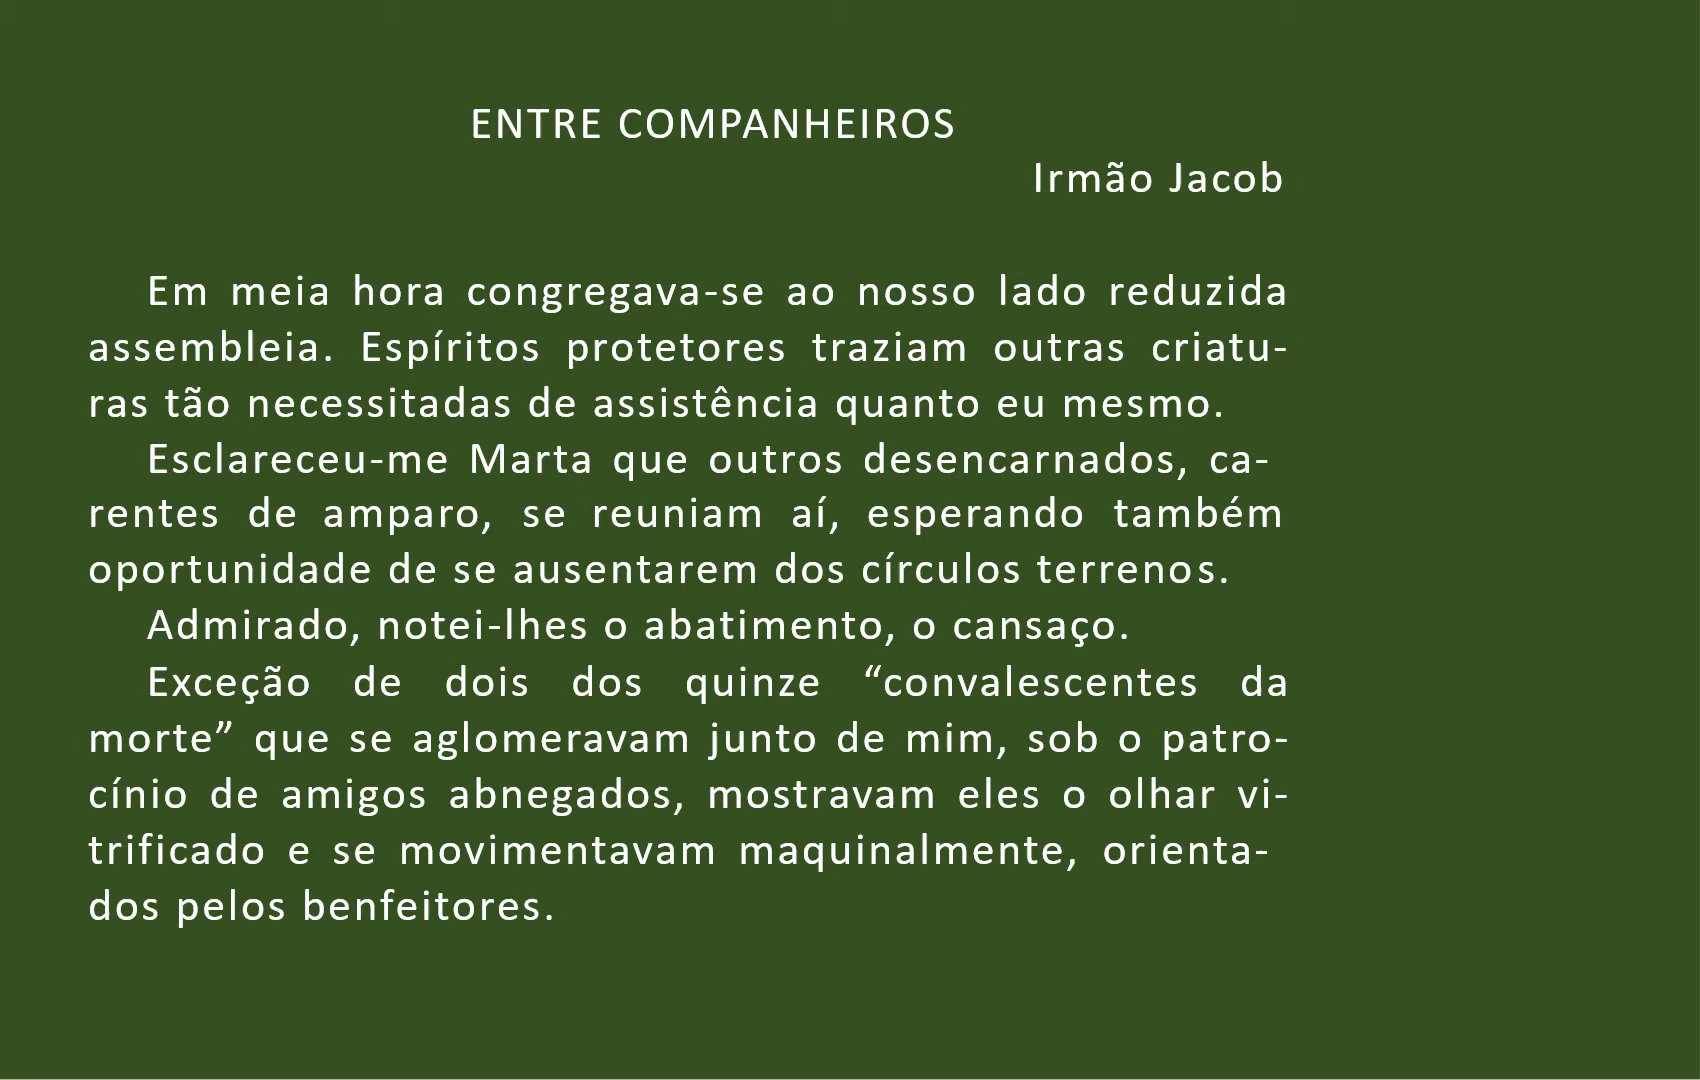 ENTRE COMPANHEIROS
Irmão Jacob
Em meia hora congregava-se ao nosso lado reduzida
assembleia. Espíritos protetores traziam outras criatu-
ras tão necessitadas de assistência quanto eu mesmo.
Esclareceu-me Marta que outros desencarnados, ca-
rentes de amparo, se reuniam aí, esperando também
oportunidade de se ausentarem dos círculos terrenos.
Admirado, notei-lhes o abatimento, o cansaço.
Exceção de dois dos quinze “convalescentes da
morte” que se aglomeravam junto de mim, sob o patro-
cínio de amigos abnegados, mostravam eles o olhar vi-
trificado e se movimentavam maquinalmente, orienta-
dos pelos benfeitores.